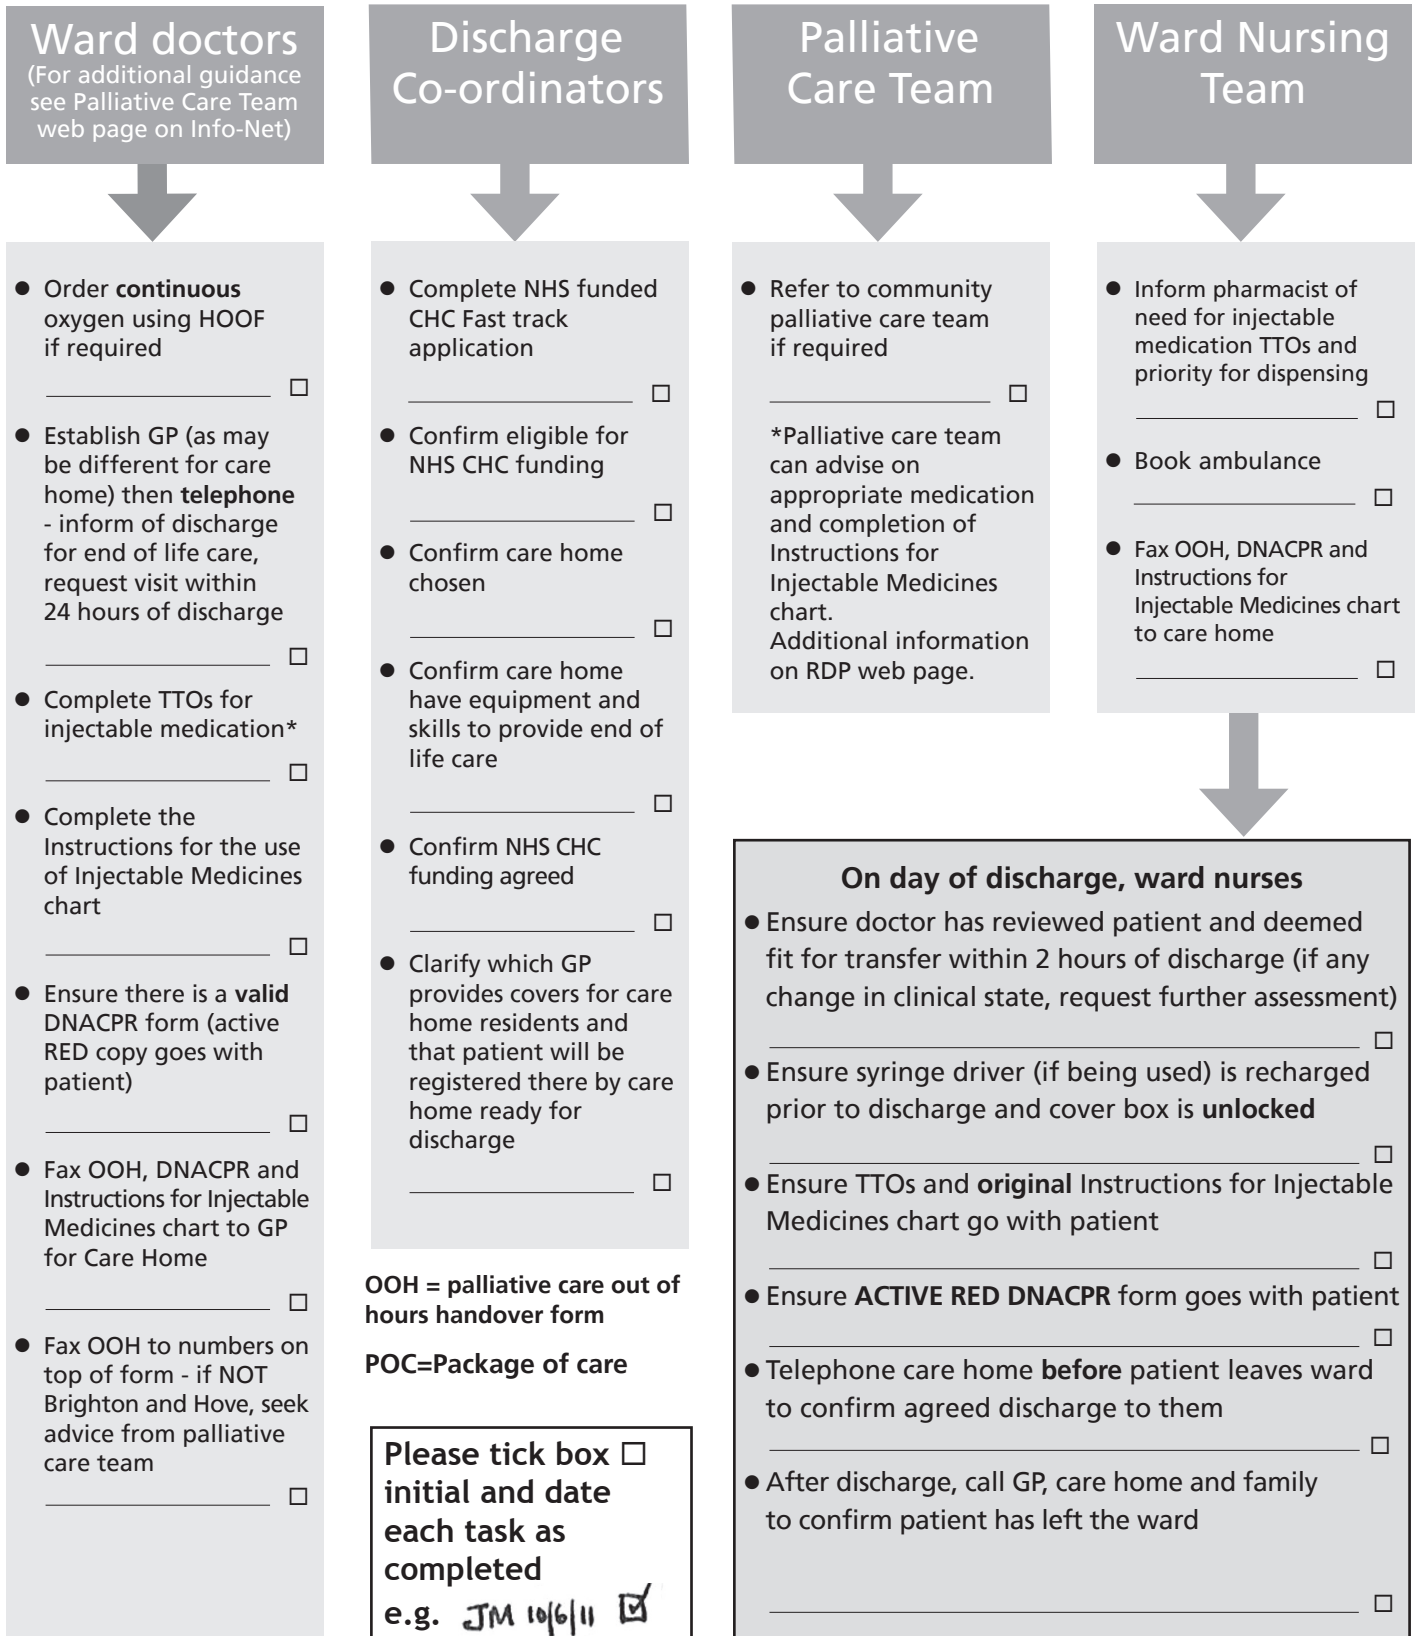 Ward doctors
(For additional guidance
see Palliative Care Team
web page on Info-Net)
● Order continuous
oxygen using HOOF
if required
● Establish GP (as may
be different for care
home) then telephone
- inform of discharge
for end of life care,
request visit within
24 hours of discharge
● Complete TTOs for
injectable medication*
● Complete the
Instructions for the use
of Injectable Medicines
chart
● Ensure there is a valid
DNACPR form (active
RED copy goes with
patient)
● Fax OOH, DNACPR and
Instructions for Injectable
Medicines chart to GP
for Care Home
● Fax OOH to numbers on
top of form - if NOT
Brighton and Hove, seek
advice from palliative
care team
Discharge
Co-ordinators
● Complete NHS funded
CHC Fast track
application
● Confirm eligible for
NHS CHC funding
● Confirm care home
chosen
● Confirm care home
have equipment and
skills to provide end of
life care
● Confirm NHS CHC
funding agreed
● Clarify which GP
provides covers for care
home residents and
that patient will be
registered there by care
home ready for
discharge
OOH = palliative care out of
hours handover form
POC=Package of care
Please tick box □
initial and date
each task as
completed
e.g. JM 10/6/11 ☑
Palliative
Care Team
● Refer to community
palliative care team
if required
*Palliative care team
can advise on
appropriate medication
and completion of
Instructions for
Injectable Medicines
chart.
Additional information
on RDP web page.
Ward Nursing
Team
● Inform pharmacist of
need for injectable
medication TTOs and
priority for dispensing
● Book ambulance
● Fax OOH, DNACPR and
Instructions for
Injectable Medicines chart
to care home
On day of discharge, ward nurses
● Ensure doctor has reviewed patient and deemed
fit for transfer within 2 hours of discharge (if any
change in clinical state, request further assessment)
● Ensure syringe driver (if being used) is recharged
prior to discharge and cover box is unlocked
● Ensure TTOs and original Instructions for Injectable
Medicines chart go with patient
● Ensure ACTIVE RED DNACPR form goes with patient
● Telephone care home before patient leaves ward
to confirm agreed discharge to them
● After discharge, call GP, care home and family
to confirm patient has left the ward